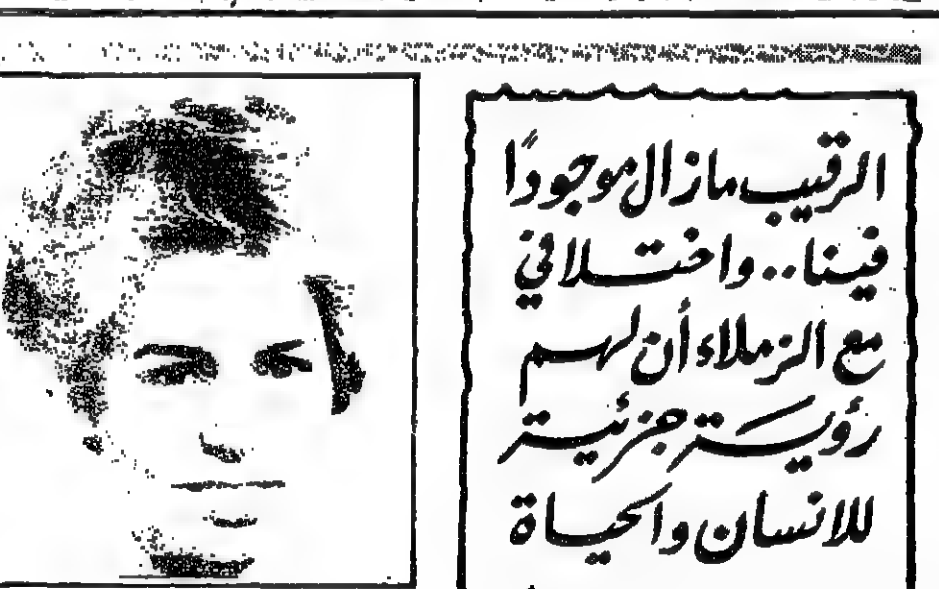 الرقيب مازال موجودًا
فينا.. واختلافي
مع الزملاء أن لهم
رؤية جزئية
للانسان والحياة